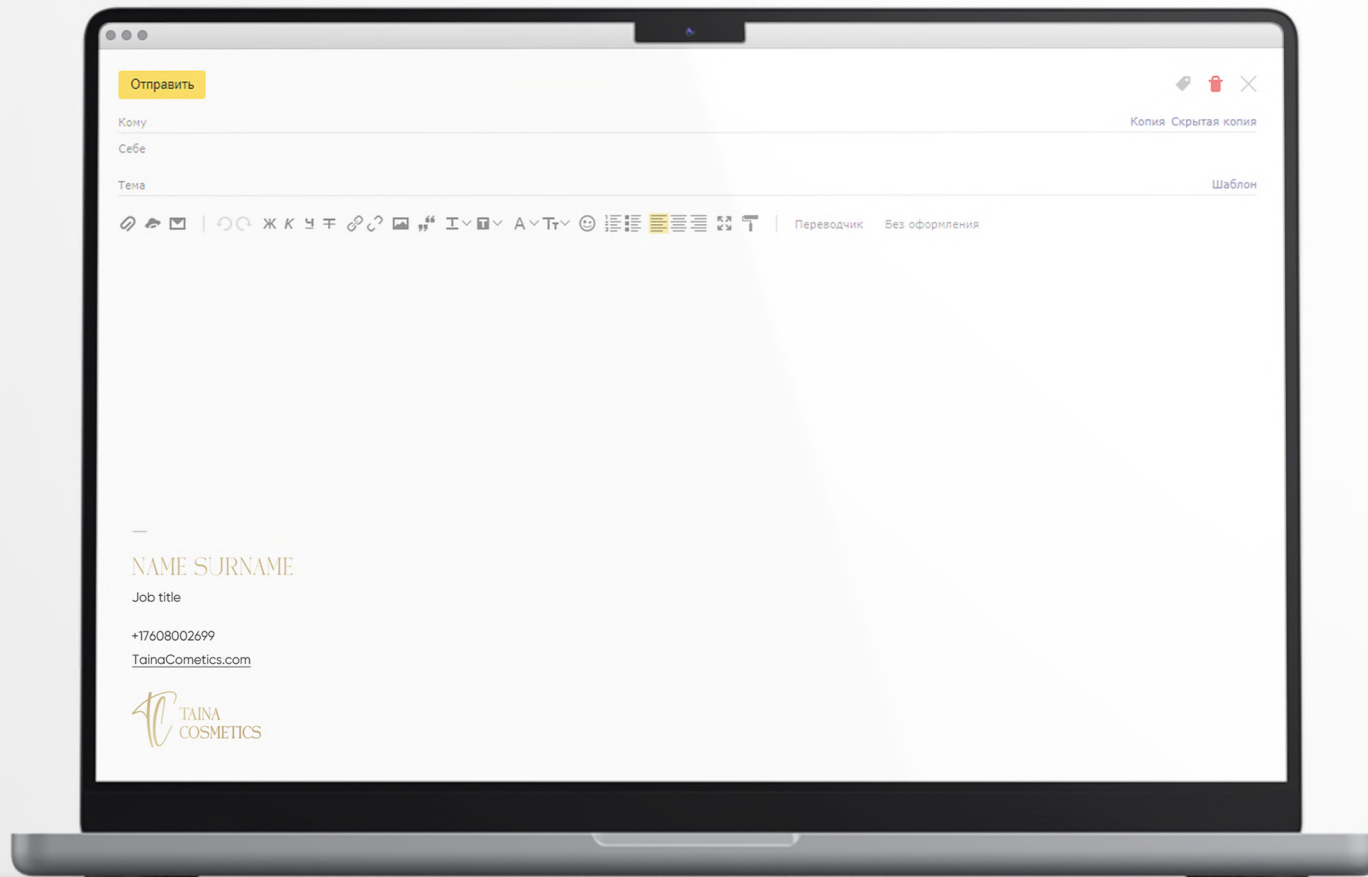 Отправить
Кому
Копия Скрытая копия
Себе
Тема
Шаблон
Ж К Ч Т
Переводчик Без оформления
NAME SURNAME
Job title
+17608002699
TainaCometics.com
TC TAINA
COSMETICS